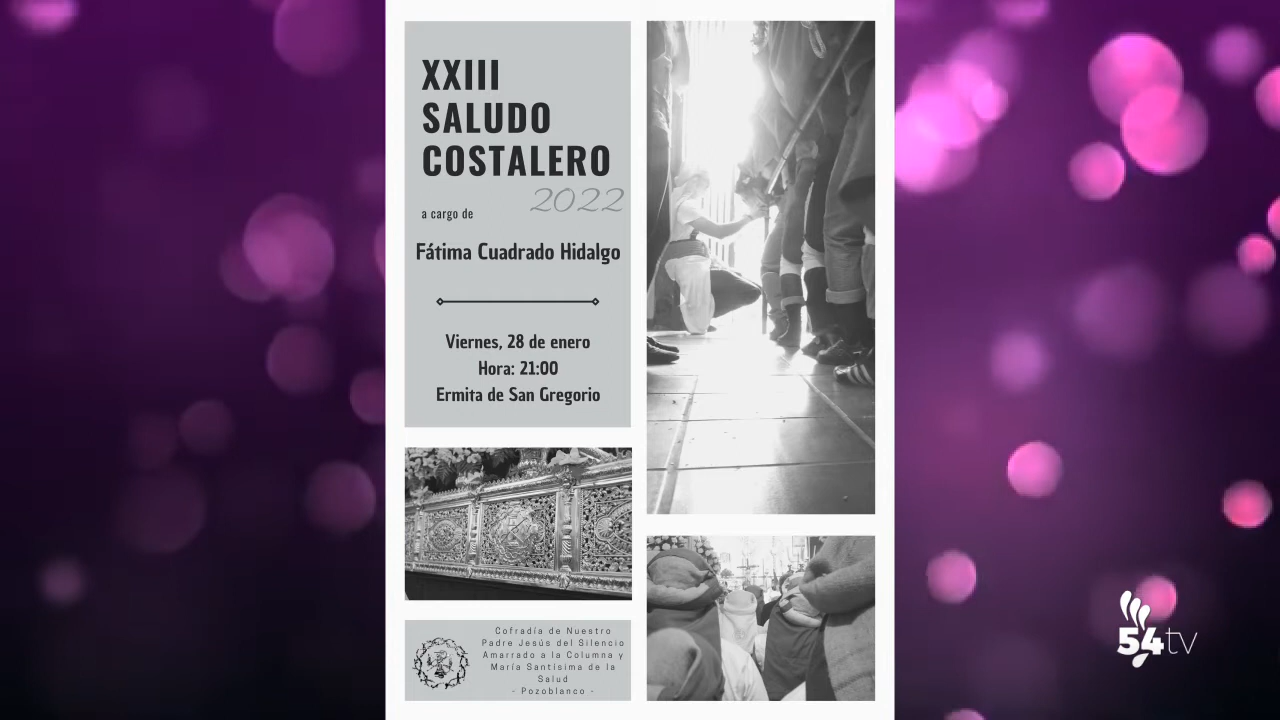 XXIII
SALUDO
COSTALERO
2022
a cargo de
Fátima Cuadrado Hidalgo
Viernes, 28 de enero
Hora: 21:00
Ermita de San Gregorio
Cofradía de Nuestro
Padre Jesús del Silencio
Amarrado a la Columna y
María Santísima de la
Salud
- Pozoblanco -
54tv